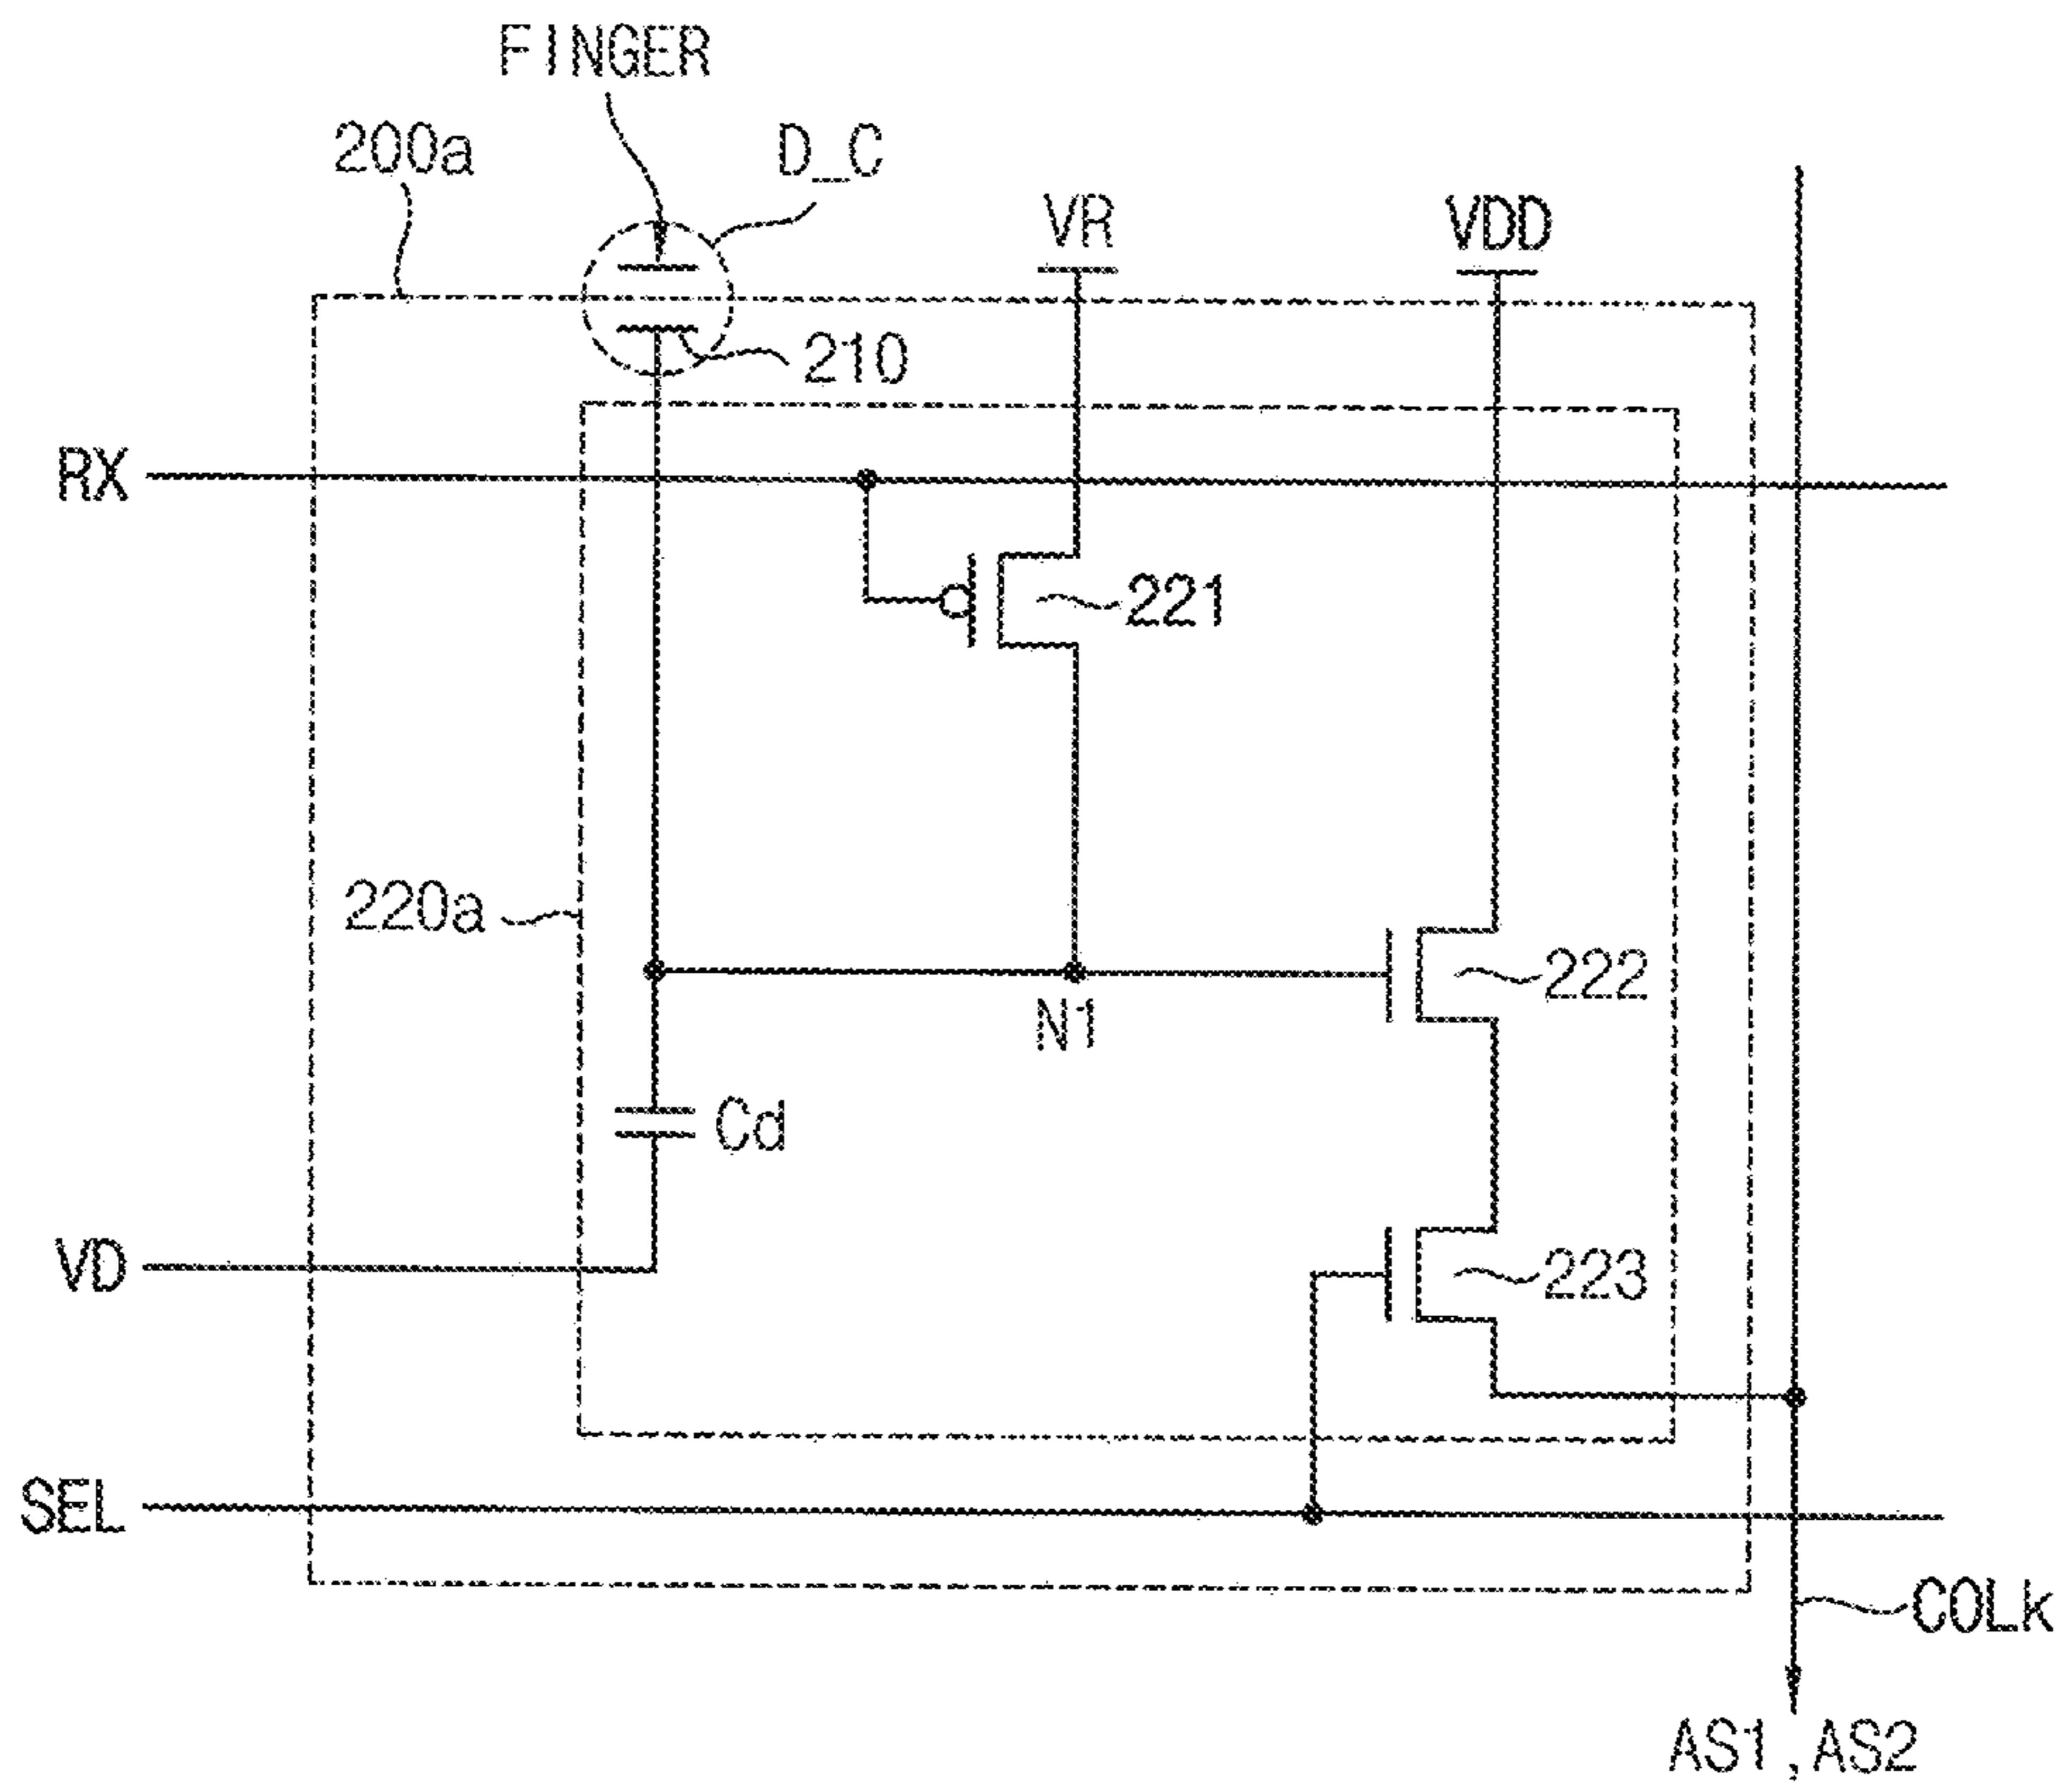 FINGER
200a
D_C
VR
VDD
210
RX
221
220a
222
N1
Cd
VD
223
SEL
COLk
AS1, AS2